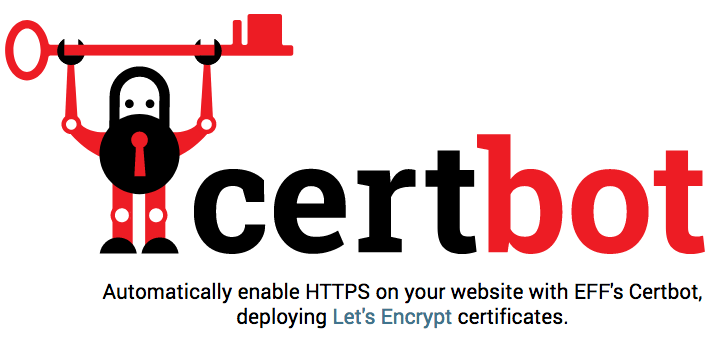 certbot
Automatically enable HTTPS on your website with EFF's Certbot,
deploying Let's Encrypt certificates.